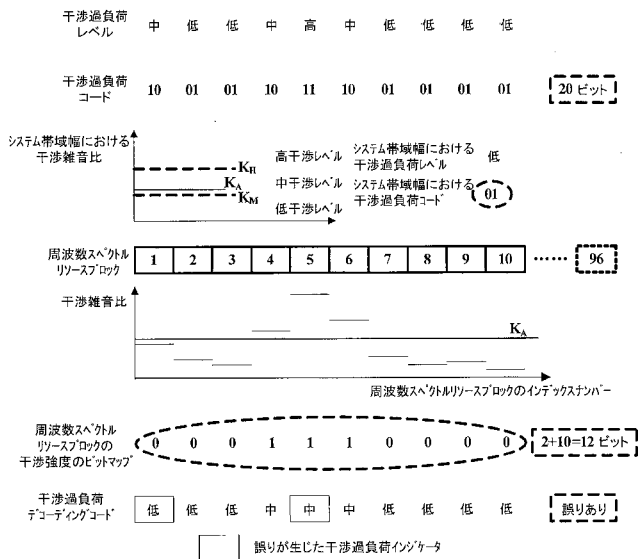 干渉過負荷
レベル
中 低 低 中 高 中 低 低 低 低
干渉過負荷
コード
10 01 01 10 11 10 01 01 01 01
20 ビット
システム帯域幅における
干渉雑音比
KH
KA
KM
高干渉レベル
中干渉レベル
低干渉レベル
システム帯域幅における
干渉過負荷レベル
低
システム帯域幅における
干渉過負荷コード
01
周波数スペクトル
リソースブロック
1 2 3 4 5 6 7 8 9 10 …… 96
干渉雑音比
KA
周波数スペクトルリソースブロックのインデックスナンバー
周波数スペクトル
リソースブロックの
干渉強度のビットマップ
0 0 0 1 1 1 0 0 0 0
2+10=12 ビット
干渉過負荷
デコーディングコード
低 低 低 中 中 中 低 低 低 低
誤りあり
誤りが生じた干渉過負荷インジケータ